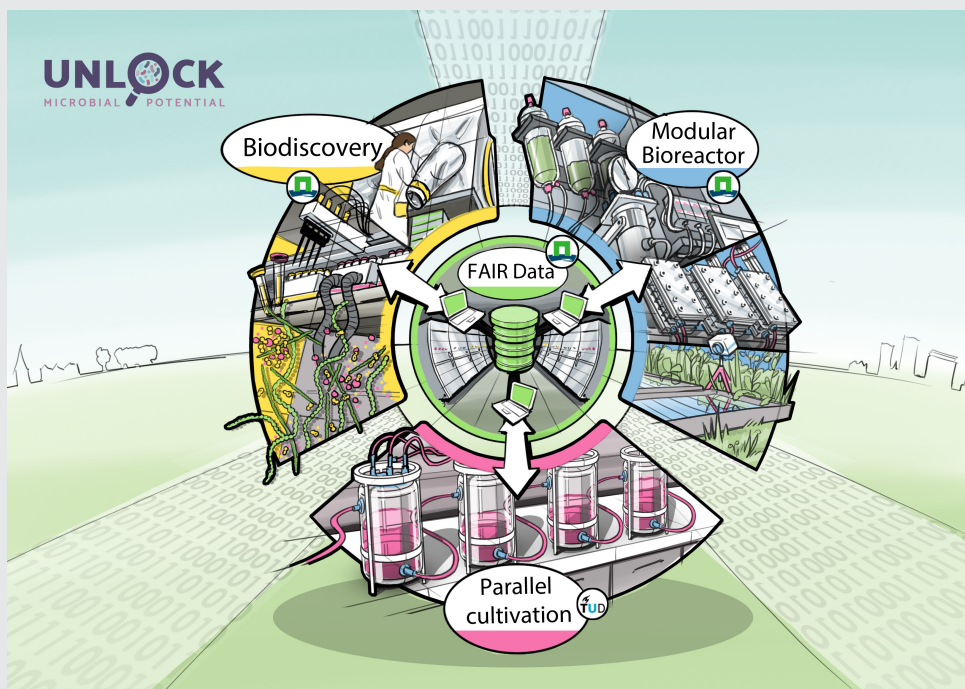 UNLOCK
MICROBIAL POTENTIAL
Biodiscovery
Modular
Bioreactor
FAIR Data
Parallel
cultivation
TUD